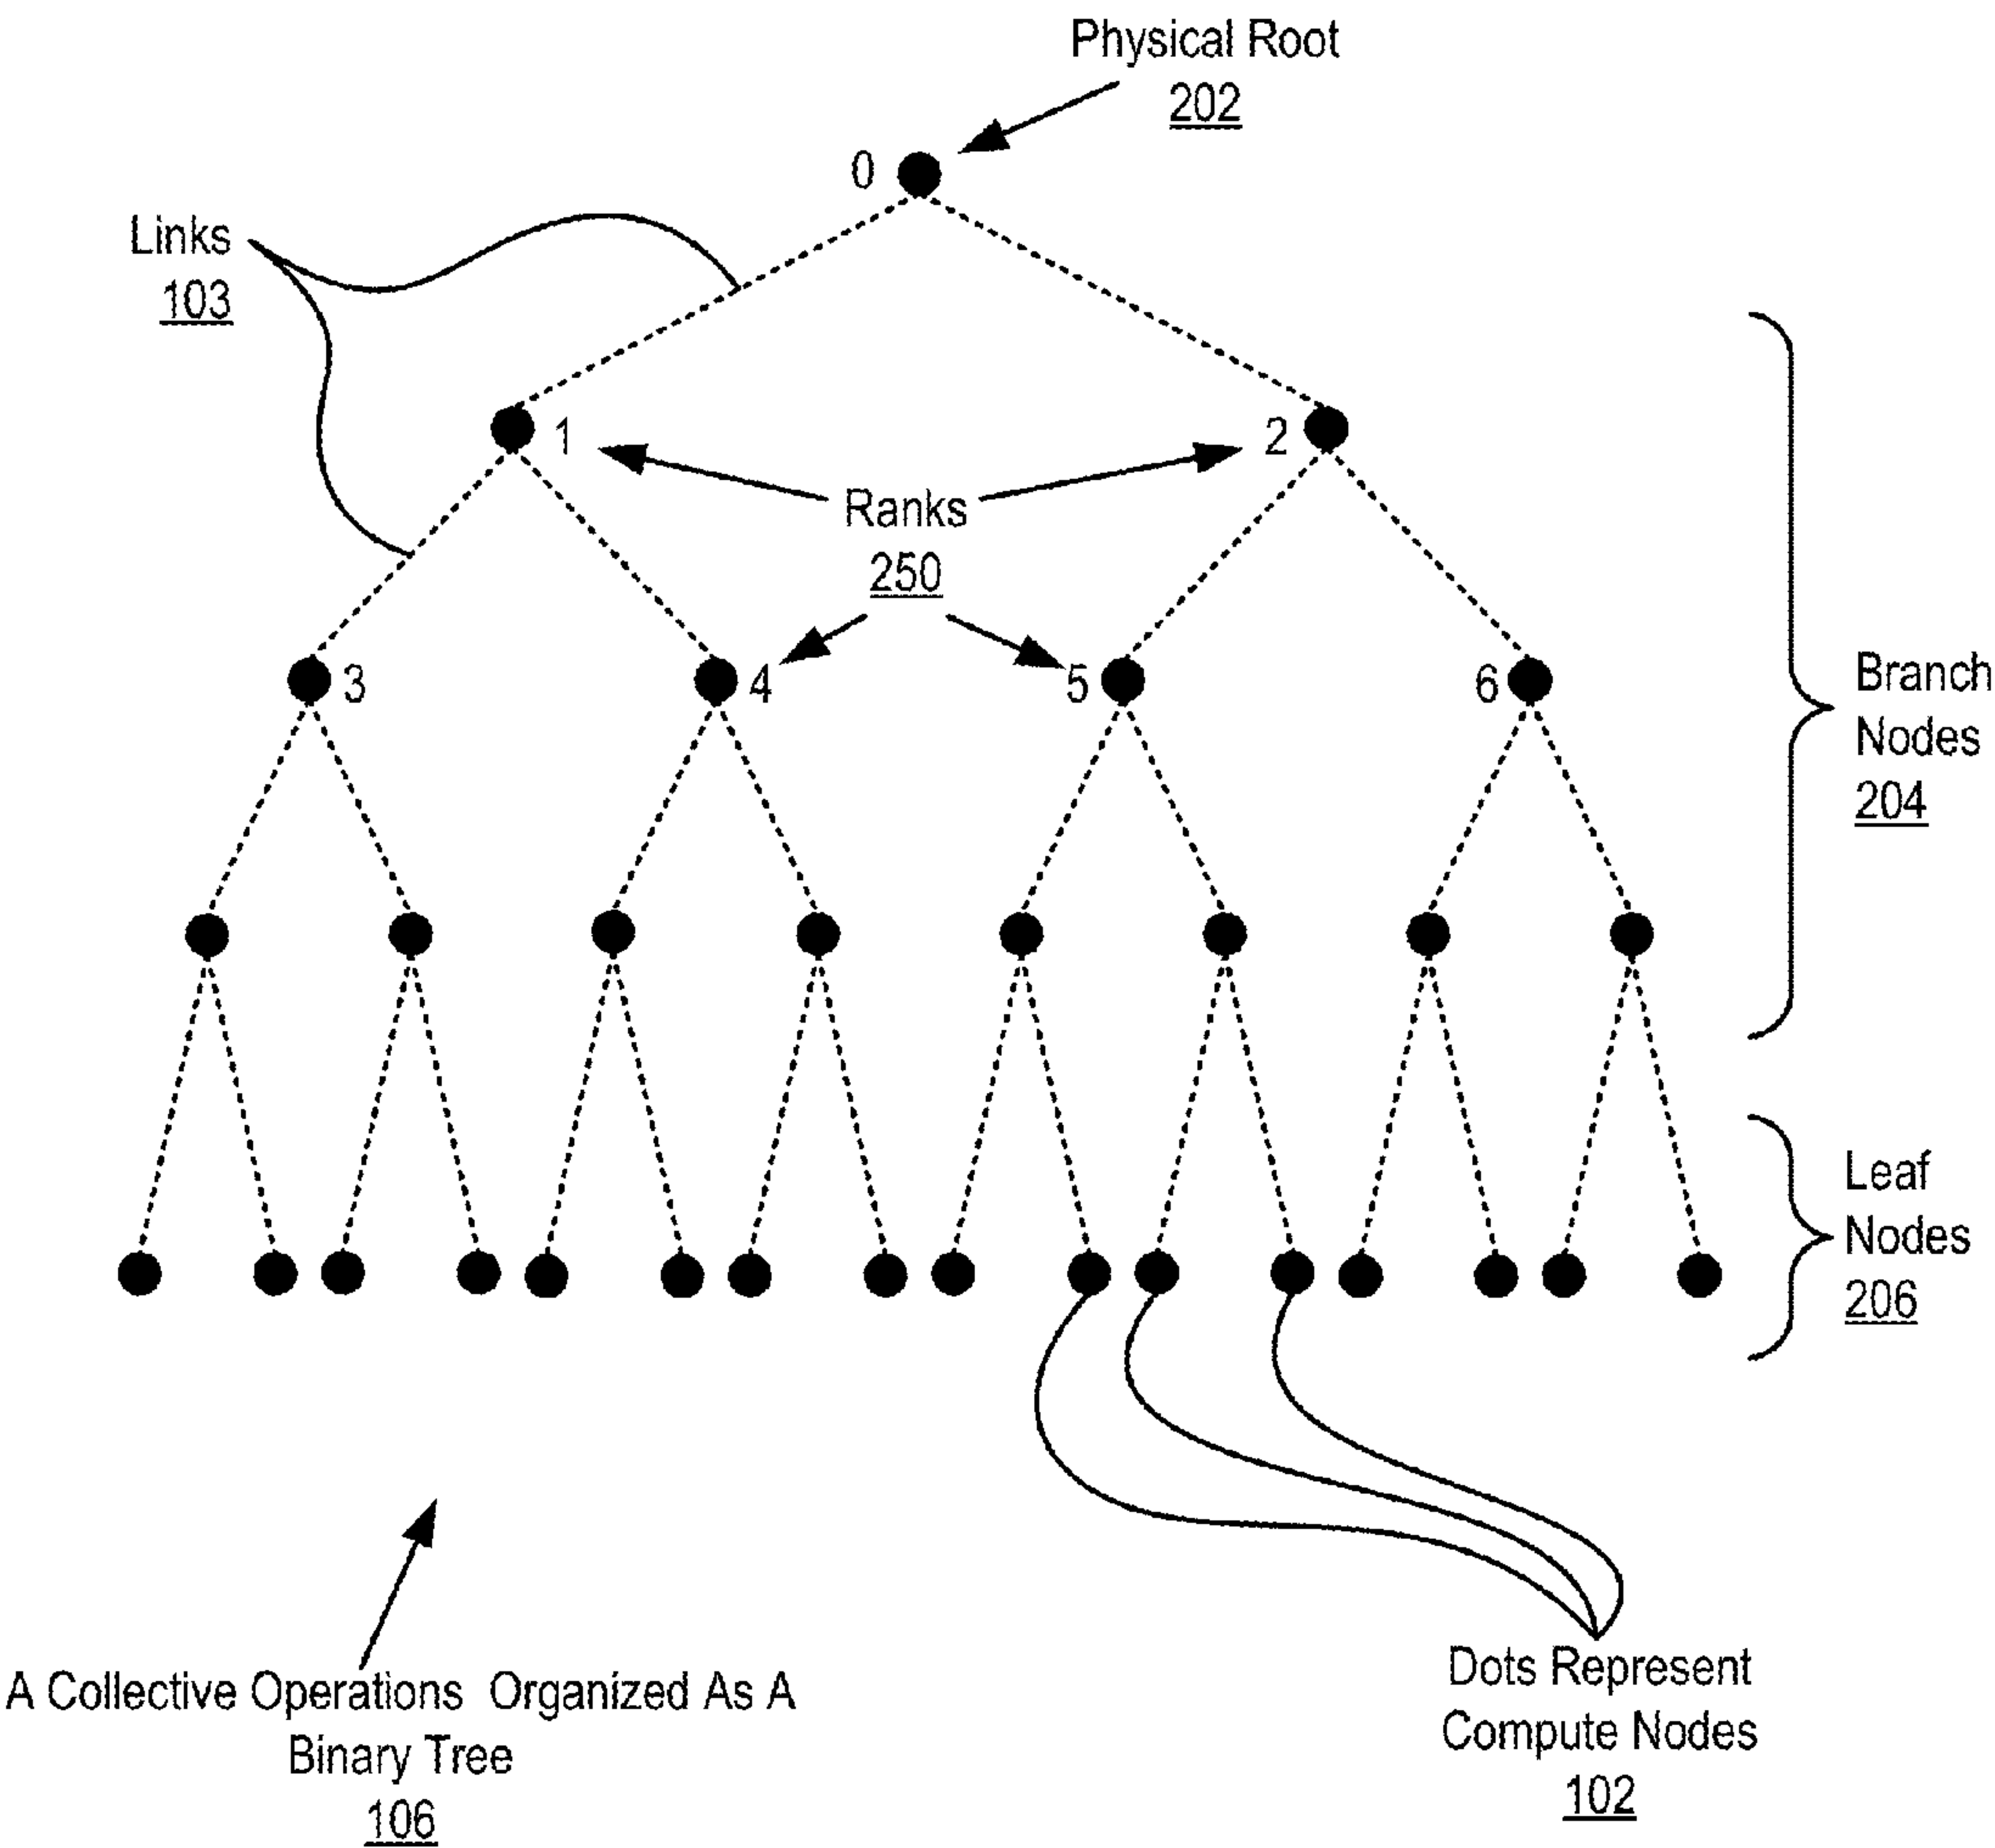 Physical Root
202
0
Links
103
1
2
Ranks
250
3
4
5
6
Branch
Nodes
204
Leaf
Nodes
206
A Collective Operations Organized As A
Binary Tree
106
Dots Represent
Compute Nodes
102